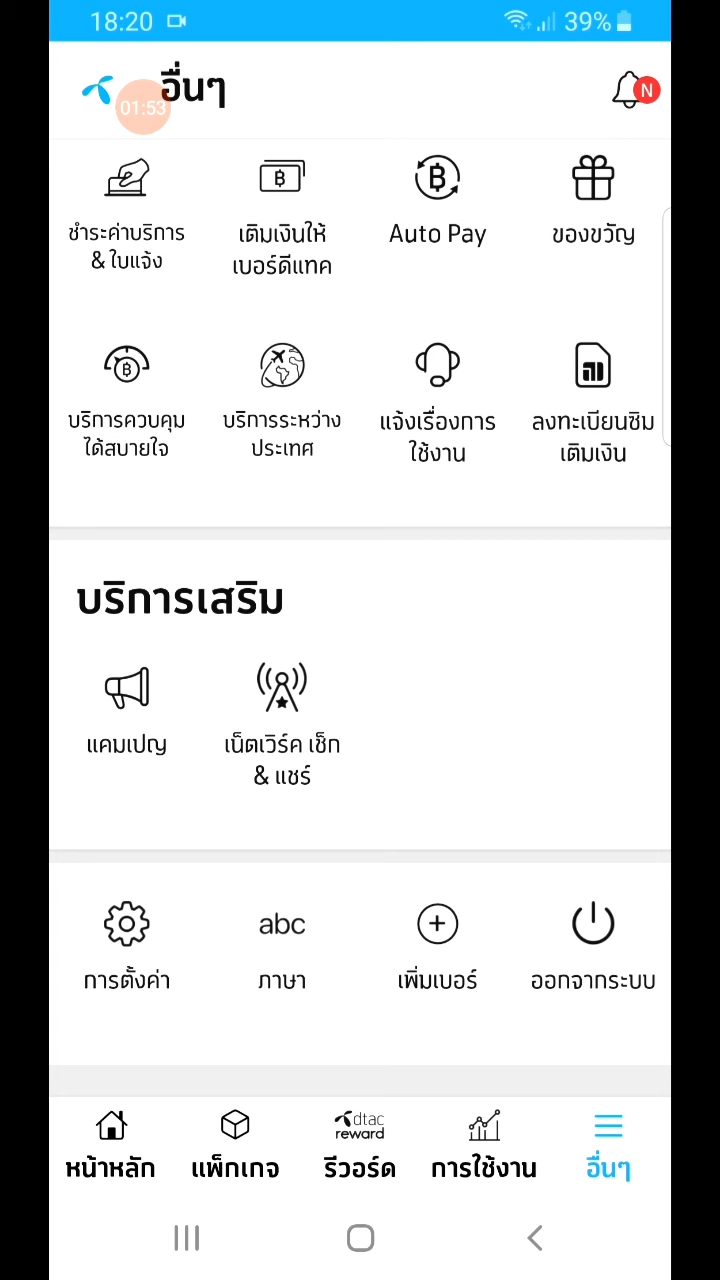 18:20
39%
อื่นๆ
N
01:53
฿
฿
ชำระค่าบริการ
& ใบแจ้ง
เติมเงินให้
เบอร์ดีแทค
Auto Pay
ของขวัญ
฿
บริการควบคุม
ได้สบายใจ
บริการระหว่าง
ประเทศ
แจ้งเรื่องการ
ใช้งาน
ลงทะเบียนซิม
เติมเงิน
บริการเสริม
แคมเปญ
เน็ตเวิร์ค เช็ก
& แชร์
abc
การตั้งค่า
ภาษา
เพิ่มเบอร์
ออกจากระบบ
dtac
reward
หน้าหลัก
แพ็กเกจ
รีวอร์ด
การใช้งาน
อื่นๆ